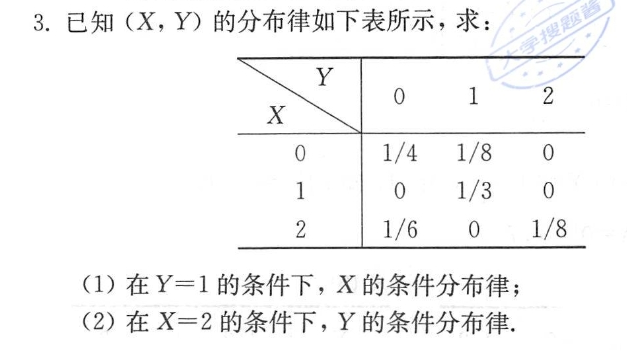 3. 已知 (X, Y) 的分布律如下表所示，求：
大学搜题酱
Y
X
0 1 2
0 1/4 1/8 0
1 0 1/3 0
2 1/6 0 1/8
(1) 在 Y=1 的条件下，X 的条件分布律；
(2) 在 X=2 的条件下，Y 的条件分布律.